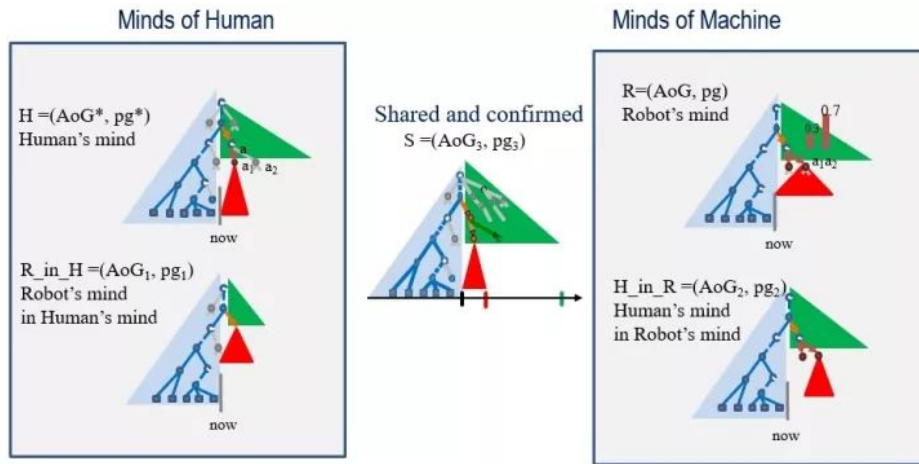 Minds of Human
H =(AoG*, pg*)
Human's mind
a
a₁
a₂
now
R_in_H =(AoG₁, pg₁)
Robot's mind
in Human's mind
now
Shared and confirmed
S =(AoG₃, pg₃)
Minds of Machine
R=(AoG, pg)
Robot's mind
0.7
0.3
a₁a₂
now
H_in_R =(AoG₂, pg₂)
Human's mind
in Robot's mind
now